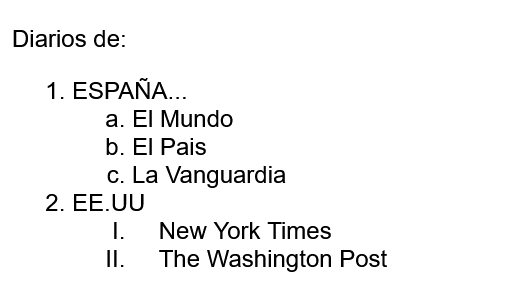 Diarios de:
1. ESPAÑA...
a. El Mundo
b. El Pais
c. La Vanguardia
2. EE.UU
I. New York Times
II. The Washington Post